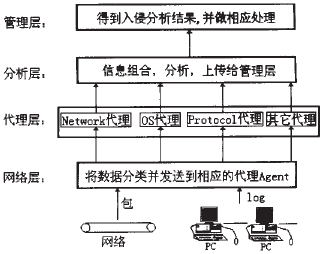 管理层： 得到入侵分析结果，并做相应处理
分析层： 信息组合，分析，上传给管理层
代理层： Network代理 OS代理 Protocol代理 其它代理
网络层： 将数据分类并发送到相应的代理Agent
包 log
网络 PC PC